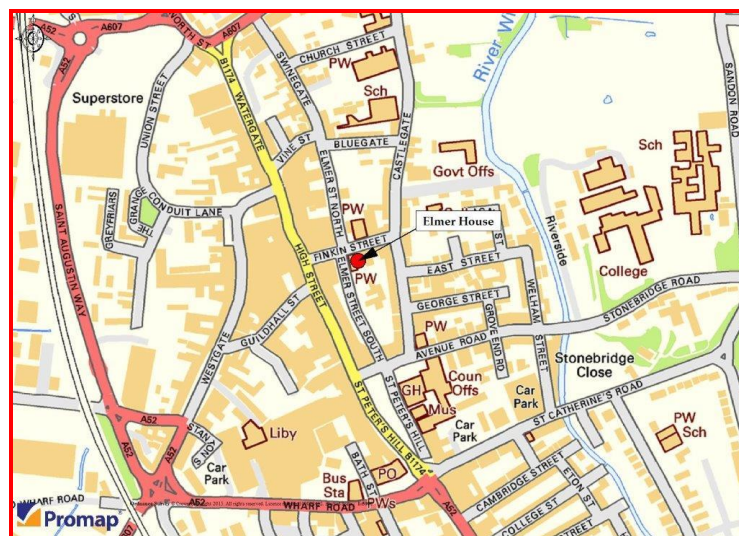 A52
A607
NORTH ST
B1174
WATERGATE
SWINEGATE
CHURCH STREET
PW
Sch
CASTLEGATE
River Wi
SANDON ROAD
Superstore
UNION STREET
A52
VINE ST
BLUEGATE
Govt Offs
Sch
GREYFRIARS
THE GRANGE
CONDUIT LANE
ELMER ST NORTH
PW
Elmer House
ST
Riverside
College
SAINT AUGUSTIN WAY
HIGH STREET
FINKIN STREET
PW
EAST STREET
WELHAM STREET
STONEBRIDGE ROAD
WESTGATE
GUILDHALL ST
ELMER STREET SOUTH
GEORGE STREET
GROVE END RD
PW
AVENUE ROAD
Stonebridge
Close
GH
Coun
Offs
Mus
Car
Park
ST CATHERINE'S ROAD
ST PETER'S HILL
ST PETER'S HILL B1174
Car
Park
A52
STANTON'S
Liby
Car
Park
BATH ST
PO
Bus
Sta
PWs
PW
Sch
A52
WHARF ROAD
A52
WHARF ROAD
CAMBRIDGE STREET
COLLEGE ST
ETON ST
Promap